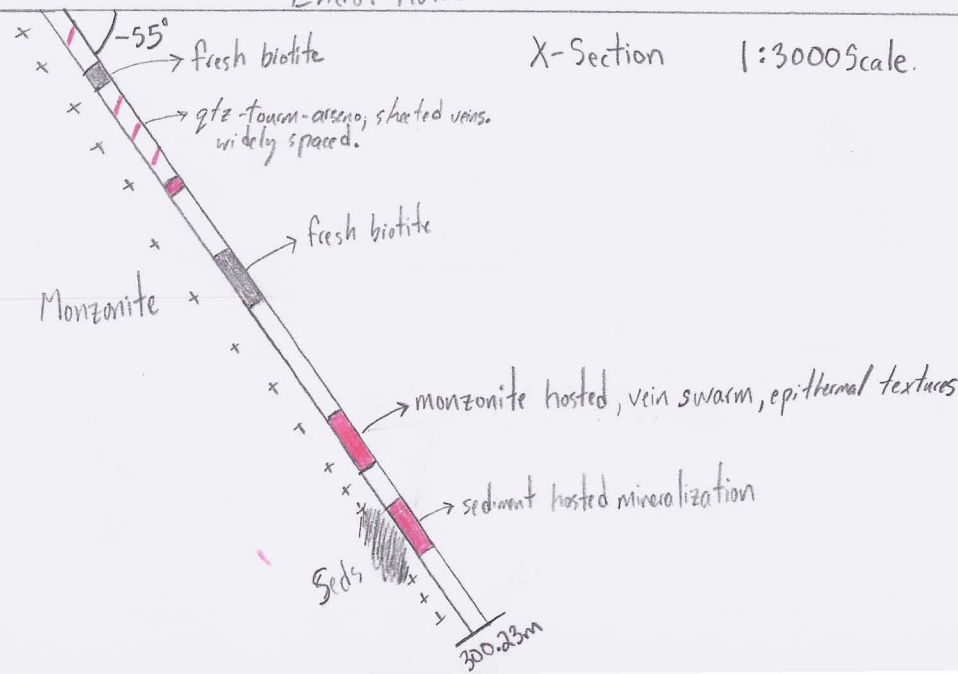 -55°
X-Section 1:3000 Scale.
fresh biotite
qtz-tourm-arseno; sheeted veins.
widely spaced.
fresh biotite
Monzonite
monzonite hosted, vein swarm, epithermal textures
sediment hosted mineralization
Seds
300.23m